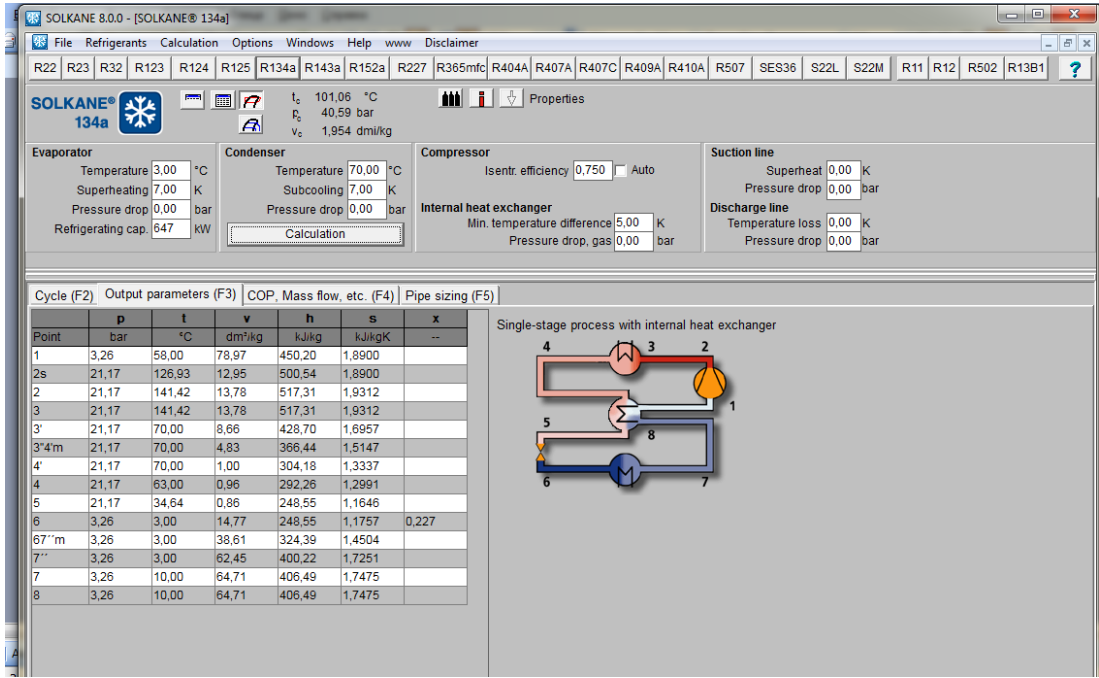 SOLKANE 8.0.0 - [SOLKANE® 134a]
File Refrigerants Calculation Options Windows Help www Disclaimer
R22 R23 R32 R123 R124 R125 R134a R143a R152a R227 R365mfc R404A R407A R407C R409A R410A R507 SES36 S22L S22M R11 R12 R502 R13B1 ?
SOLKANE®
134a
tc 101,06 °C
pc 40,59 bar
vc 1,954 dmi/kg
Properties
Evaporator
Temperature 3,00 °C
Superheating 7,00 K
Pressure drop 0,00 bar
Refrigerating cap. 647 kW
Condenser
Temperature 70,00 °C
Subcooling 7,00 K
Pressure drop 0,00 bar
Calculation
Compressor
Isentr. efficiency 0,750 Auto
Internal heat exchanger
Min. temperature difference 5,00 K
Pressure drop, gas 0,00 bar
Suction line
Superheat 0,00 K
Pressure drop 0,00 bar
Discharge line
Temperature loss 0,00 K
Pressure drop 0,00 bar
Cycle (F2) Output parameters (F3) COP, Mass flow, etc. (F4) Pipe sizing (F5)
p t v h s x
Point bar °C dm³/kg kJ/kg kJ/kgK --
1 3,26 58,00 78,97 450,20 1,8900
2s 21,17 126,93 12,95 500,54 1,8900
2 21,17 141,42 13,78 517,31 1,9312
3 21,17 141,42 13,78 517,31 1,9312
3' 21,17 70,00 8,66 428,70 1,6957
3"4'm 21,17 70,00 4,83 366,44 1,5147
4' 21,17 70,00 1,00 304,18 1,3337
4 21,17 63,00 0,96 292,26 1,2991
5 21,17 34,64 0,86 248,55 1,1646
6 3,26 3,00 14,77 248,55 1,1757 0,227
67´´m 3,26 3,00 38,61 324,39 1,4504
7´´ 3,26 3,00 62,45 400,22 1,7251
7 3,26 10,00 64,71 406,49 1,7475
8 3,26 10,00 64,71 406,49 1,7475
Single-stage process with internal heat exchanger
4 3 2
1
5
8
6 7